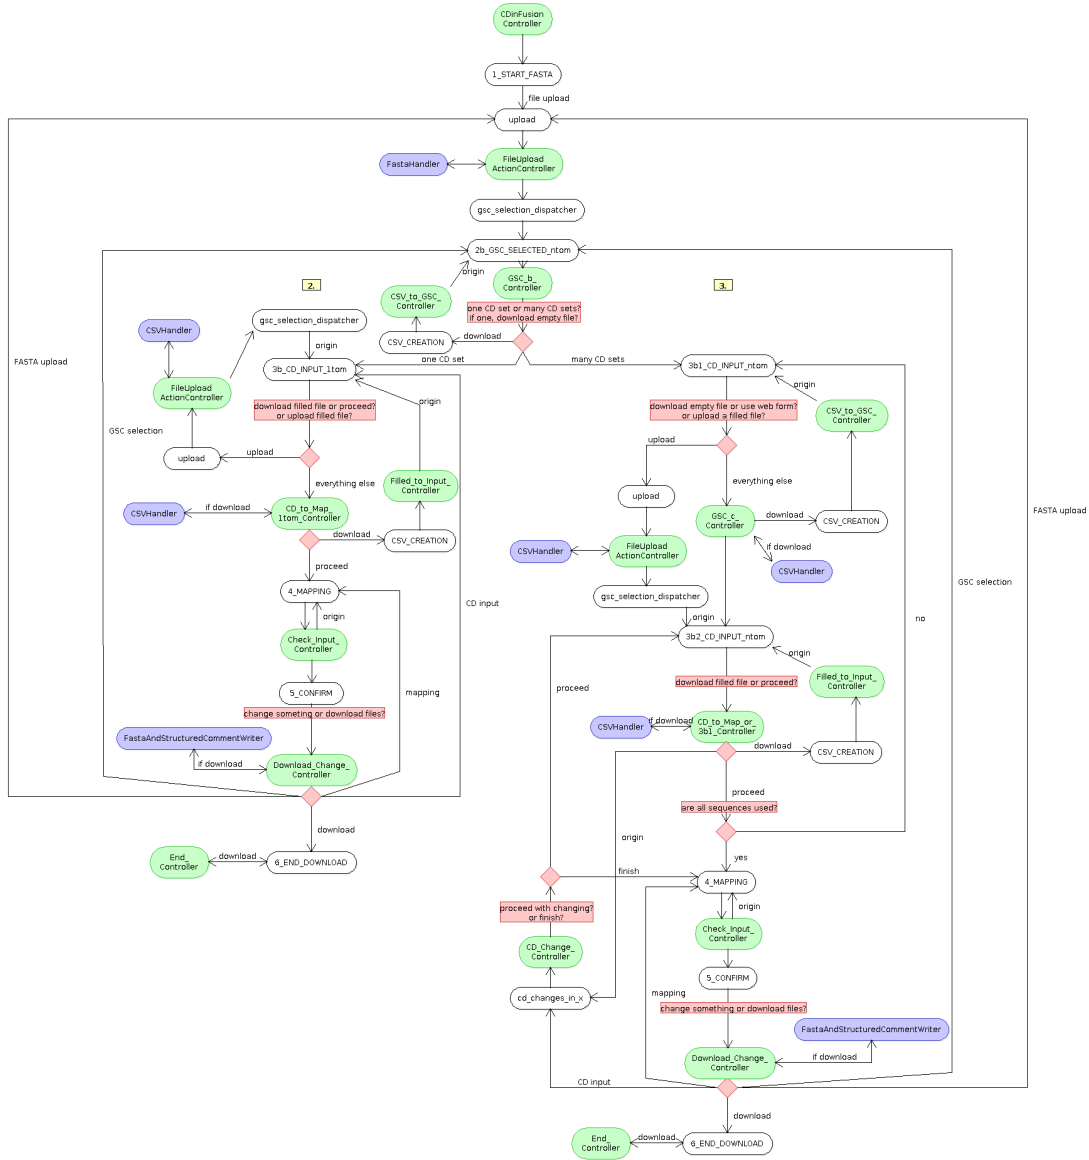 CDinFusion
Controller
1_START_FASTA
file upload
upload
FastaHandler
FileUpload
ActionController
gsc_selection_dispatcher
2b_GSC_SELECTED_ntom
origin
GSC_b_
Controller
2.
3.
CSV_to_GSC_
Controller
one CD set or many CD sets?
if one, download empty file?
gsc_selection_dispatcher
CSVHandler
download
CSV_CREATION
origin
one CD set
many CD sets
FASTA upload
3b_CD_INPUT_1tom
3b1_CD_INPUT_ntom
origin
FileUpload
ActionController
origin
download filled file or proceed?
or upload filled file?
download empty file or use web form?
or upload a filled file?
CSV_to_GSC_
Controller
GSC selection
upload
upload
upload
everything else
Filled_to_Input_
Controller
everything else
upload
CSVHandler
if download
CD_to_Map_
1tom_Controller
FASTA upload
GSC_c_
Controller
download
CSV_CREATION
download
CSV_CREATION
CSVHandler
FileUpload
ActionController
if download
CSVHandler
proceed
4_MAPPING
GSC selection
gsc_selection_dispatcher
CD input
origin
origin
no
Check_Input_
Controller
3b2_CD_INPUT_ntom
origin
5_CONFIRM
mapping
proceed
download filled file or proceed?
Filled_to_Input_
Controller
change someting or download files?
FastaAndStructuredCommentWriter
CSVHandler
if download
CD_to_Map_or_
3b1_Controller
if download
Download_Change_
Controller
download
CSV_CREATION
proceed
are all sequences used?
download
origin
End_
Controller
download
6_END_DOWNLOAD
yes
finish
4_MAPPING
proceed with changing?
or finish?
origin
CD_Change_
Controller
Check_Input_
Controller
5_CONFIRM
cd_changes_in_x
mapping
change something or download files?
FastaAndStructuredCommentWriter
Download_Change_
Controller
if download
CD input
download
End_
Controller
download
6_END_DOWNLOAD